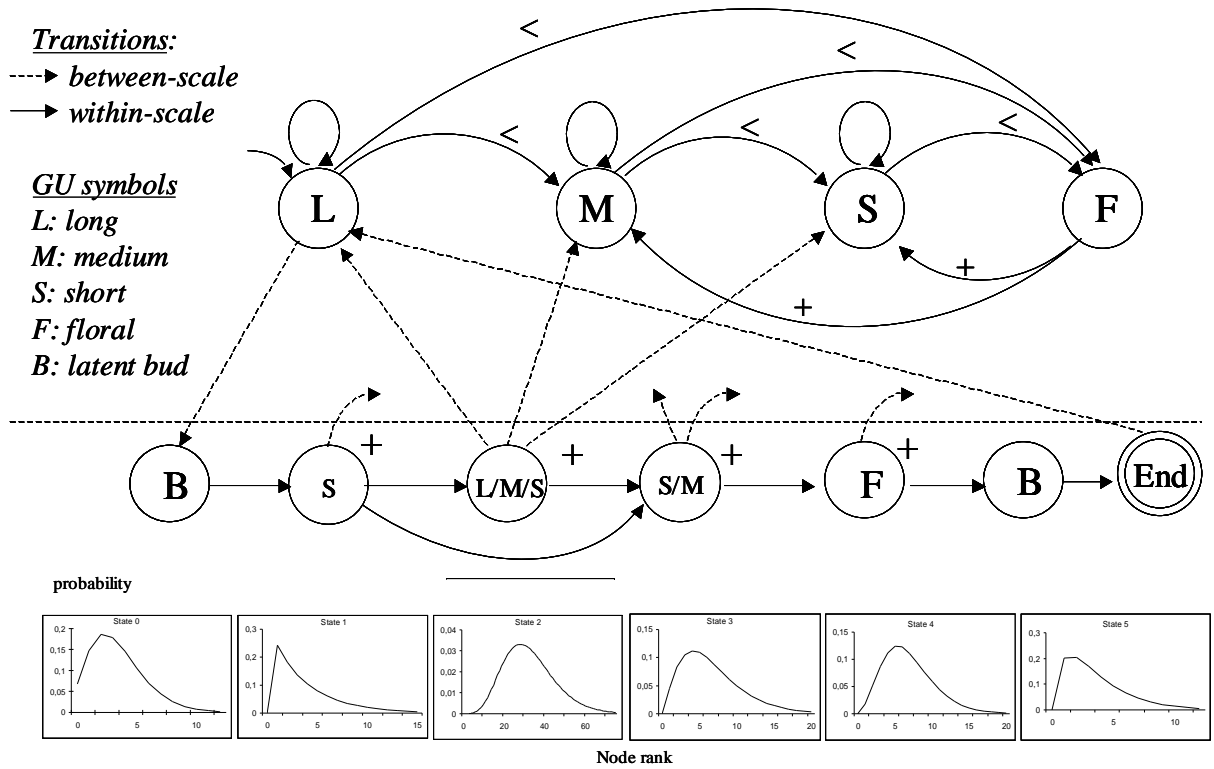 Transitions:
between-scale
within-scale
GU symbols
L: long
M: medium
S: short
F: floral
B: latent bud
<
<
<
<
<
L
M
S
F
+
+
B
S
+
L/M/S
+
S/M
+
F
+
B
End
probability
State 0
0,2
0,15
0,1
0,05
0
0 5 10
State 1
0,3
0,2
0,1
0
0 5 10 15
State 2
0,04
0,03
0,02
0,01
0
0 20 40 60
State 3
0,15
0,1
0,05
0,00
0 5 10 15 20
State 4
0,15
0,1
0,05
0
0 5 10 15 20
State 5
0,3
0,2
0,1
0
0 5 10
Node rank